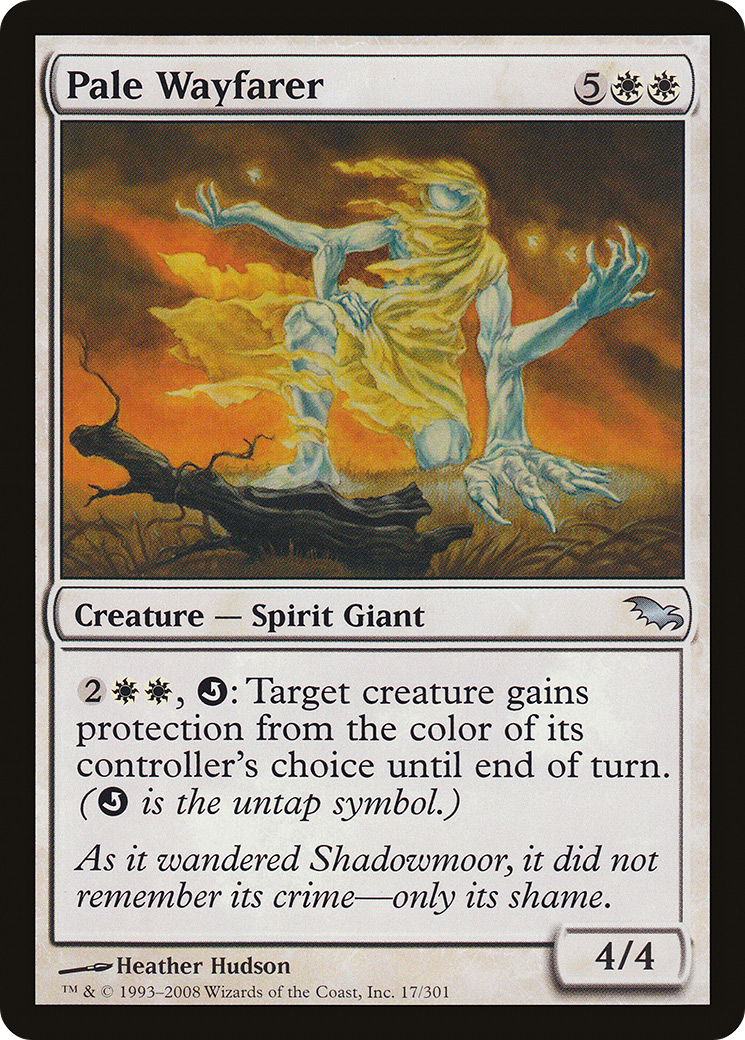 Pale Wayfarer 5
Creature — Spirit Giant
2, : Target creature gains
protection from the color of its
controller's choice until end of turn.
( is the untap symbol.)
As it wandered Shadowmoor, it did not
remember its crime—only its shame.
4/4
Heather Hudson
™ & © 1993–2008 Wizards of the Coast, Inc. 17/301